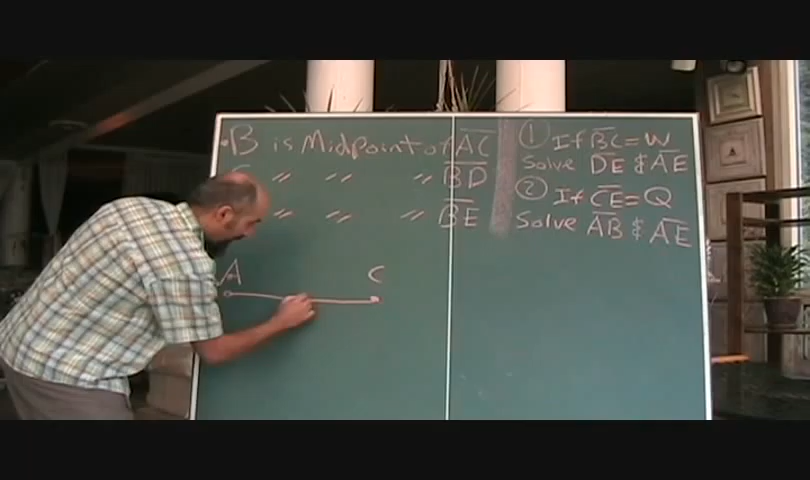 .B is Midpoint of AC
C " " " BD
" " " BE
① If BC = W
Solve DE & AE
② If CE = Q
Solve AB & AE
A C